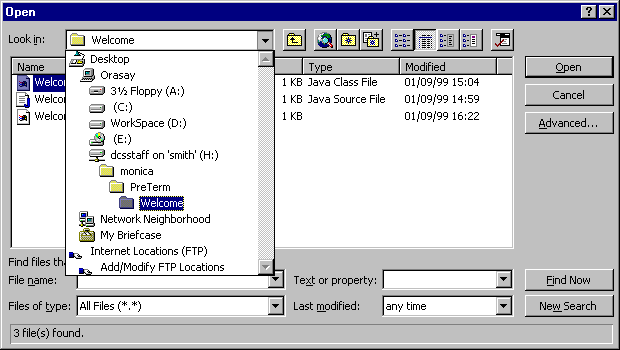 Open
Look in: Welcome
Name Type Modified
Desktop
Orasay
Welcom 1 KB Java Class File 01/09/99 15:04
3½ Floppy (A:)
Welcom 1 KB Java Source File 01/09/99 14:59
(C:)
Welcom 1 KB 01/09/99 16:22
WorkSpace (D:)
(E:)
dcsstaff on 'smith' (H:)
monica
PreTerm
Welcome
Network Neighborhood
My Briefcase
Internet Locations (FTP)
Add/Modify FTP Locations
Open
Cancel
Advanced...
Find files tha
File name: Text or property: Find Now
Files of type: All Files (*.*) Last modified: any time New Search
3 file(s) found.